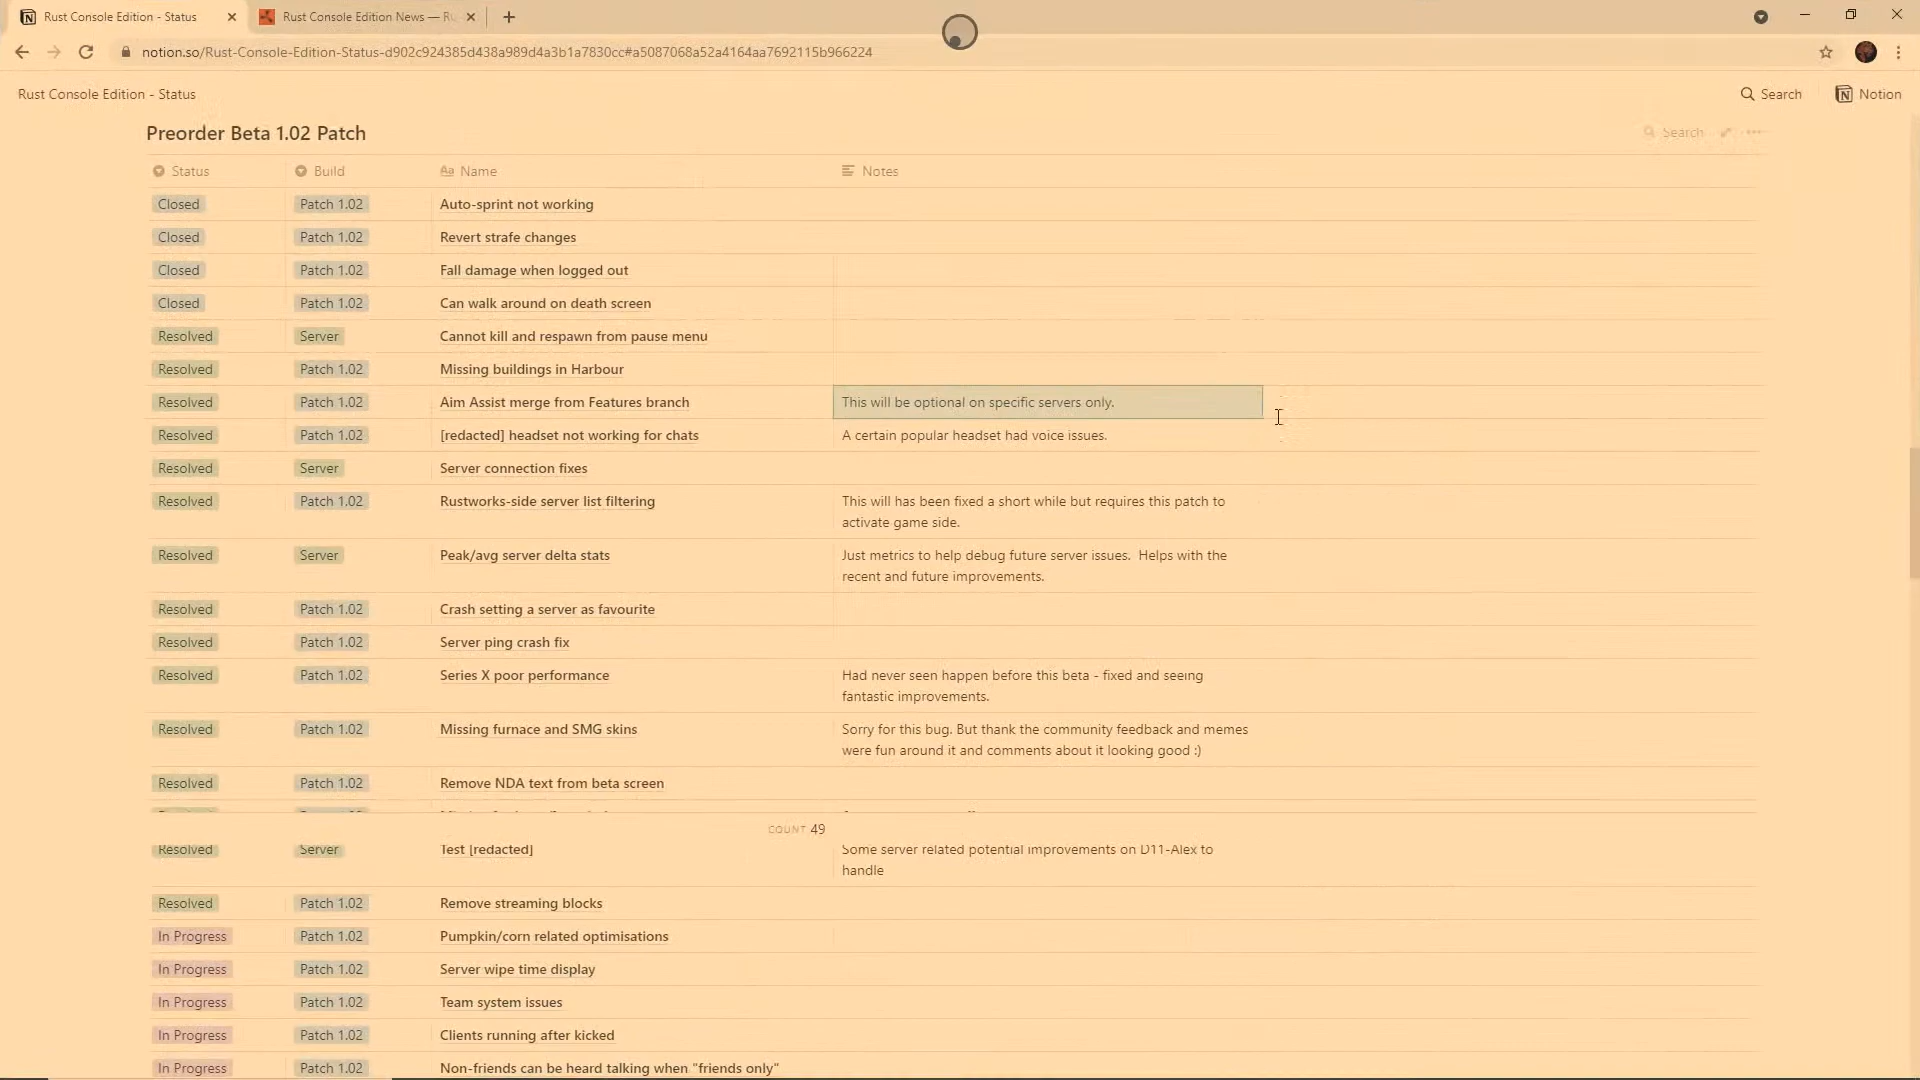 Rust Console Edition - Status
Rust Console Edition News — Ru
notion.so/Rust-Console-Edition-Status-d902c924385d438a989d4a3b1a7830cc#a5087068a52a4164aa7692115b966224
Rust Console Edition - Status
Search
Notion
Preorder Beta 1.02 Patch
Search
Status Build Aa Name Notes
Closed Patch 1.02 Auto-sprint not working
Closed Patch 1.02 Revert strafe changes
Closed Patch 1.02 Fall damage when logged out
Closed Patch 1.02 Can walk around on death screen
Resolved Server Cannot kill and respawn from pause menu
Resolved Patch 1.02 Missing buildings in Harbour
Resolved Patch 1.02 Aim Assist merge from Features branch This will be optional on specific servers only.
Resolved Patch 1.02 [redacted] headset not working for chats A certain popular headset had voice issues.
Resolved Server Server connection fixes
Resolved Patch 1.02 Rustworks-side server list filtering This will has been fixed a short while but requires this patch to
activate game side.
Resolved Server Peak/avg server delta stats Just metrics to help debug future server issues. Helps with the
recent and future improvements.
Resolved Patch 1.02 Crash setting a server as favourite
Resolved Patch 1.02 Server ping crash fix
Resolved Patch 1.02 Series X poor performance Had never seen happen before this beta - fixed and seeing
fantastic improvements.
Resolved Patch 1.02 Missing furnace and SMG skins Sorry for this bug. But thank the community feedback and memes
were fun around it and comments about it looking good :)
Resolved Patch 1.02 Remove NDA text from beta screen
COUNT 49
Resolved Server Test [redacted] Some server related potential improvements on D11-Alex to
handle
Resolved Patch 1.02 Remove streaming blocks
In Progress Patch 1.02 Pumpkin/corn related optimisations
In Progress Patch 1.02 Server wipe time display
In Progress Patch 1.02 Team system issues
In Progress Patch 1.02 Clients running after kicked
In Progress Patch 1.02 Non-friends can be heard talking when "friends only"